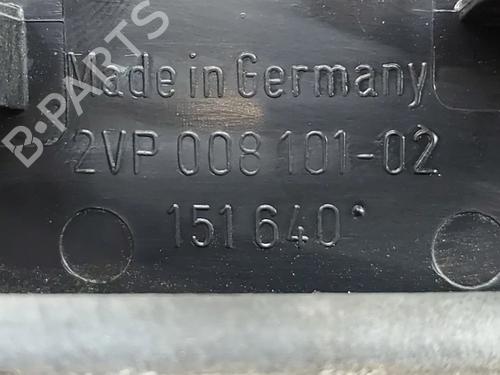 B-PARTS
Made in Germany
2VP 008 101-02
151 640